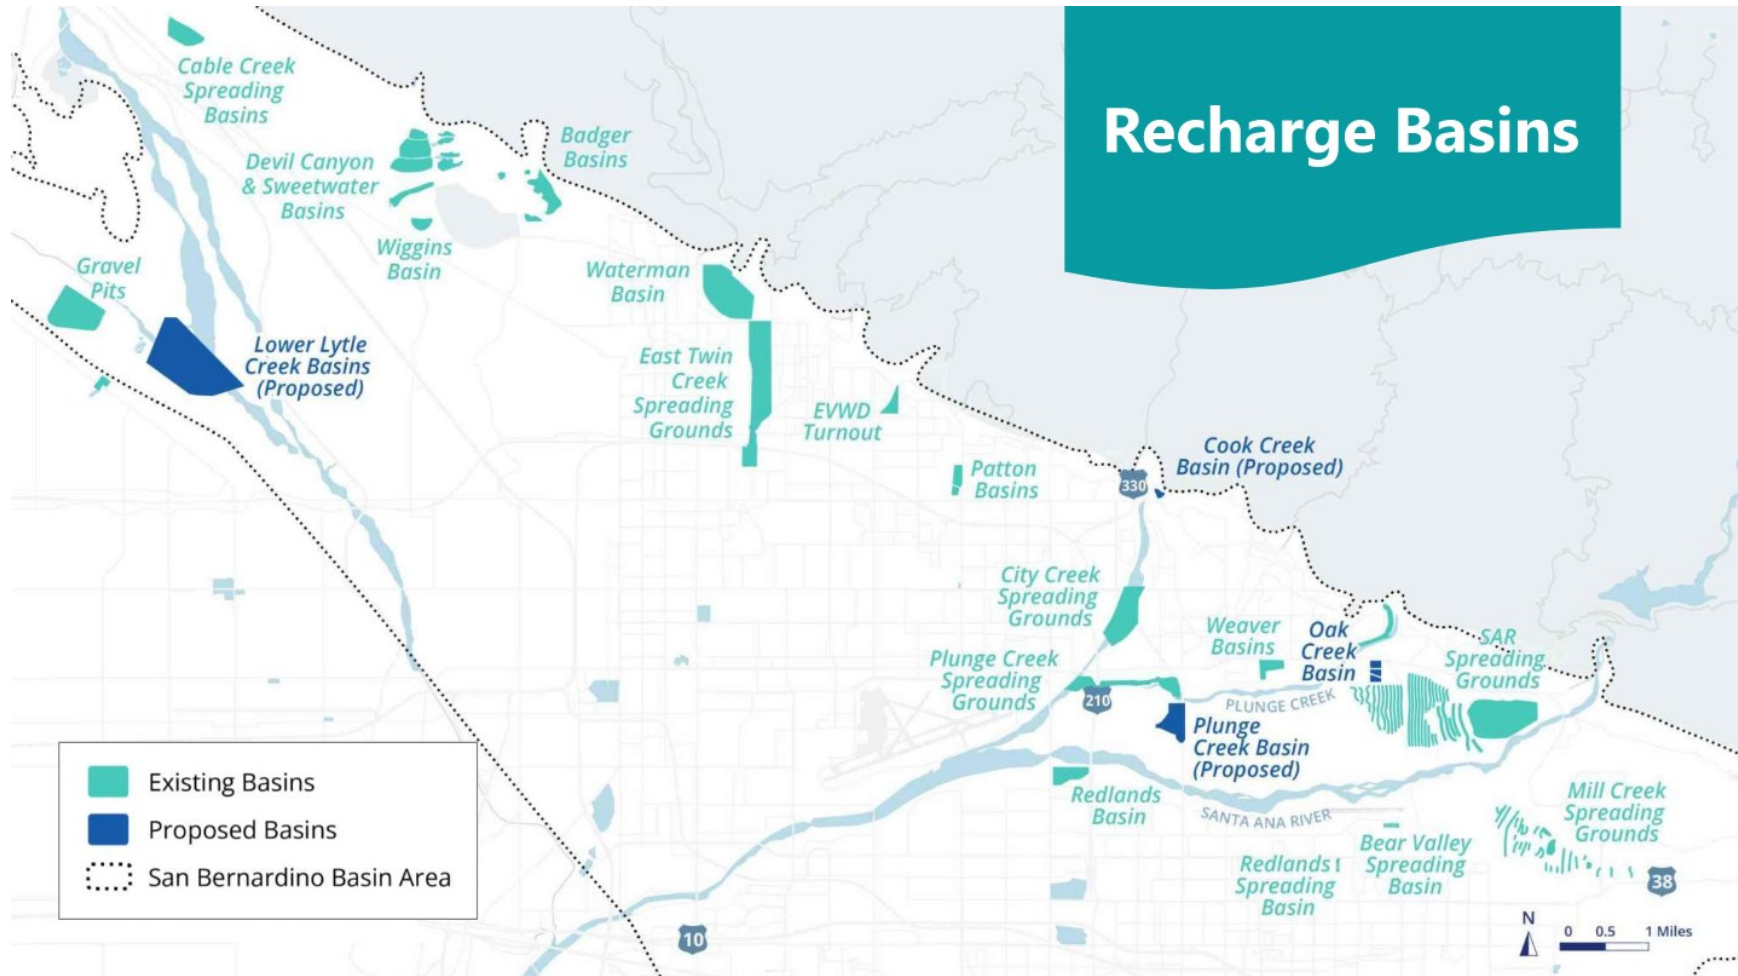 Recharge Basins
Cable Creek
Spreading
Basins
Badger
Basins
Devil Canyon
& Sweetwater
Basins
Wiggins
Basin
Gravel
Pits
Waterman
Basin
Lower Lytle
Creek Basins
(Proposed)
East Twin
Creek
Spreading
Grounds
EVWD
Turnout
Cook Creek
Basin (Proposed)
Patton
Basins
330
City Creek
Spreading
Grounds
Weaver
Basins
Oak
Creek
Basin
SAR
Spreading
Grounds
Plunge Creek
Spreading
Grounds
210
PLUNGE CREEK
Plunge
Creek Basin
(Proposed)
Redlands
Basin
SANTA ANA RIVER
Mill Creek
Spreading
Grounds
Bear Valley
Spreading
Basin
Redlands
Spreading
Basin
38
10
Existing Basins
Proposed Basins
San Bernardino Basin Area
N
0 0.5 1 Miles